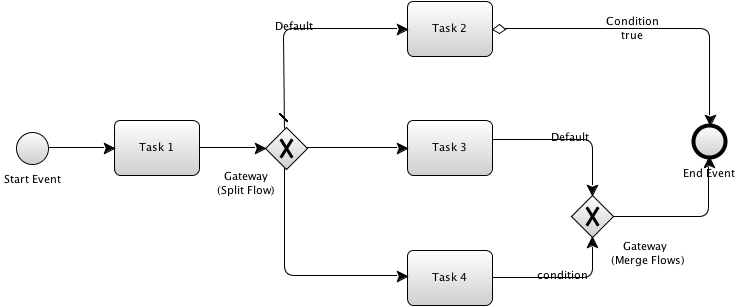 Default
Task 2
Condition
true
Start Event
Task 1
X
Gateway
(Split Flow)
Task 3
Default
End Event
X
Gateway
(Merge Flows)
Task 4
condition